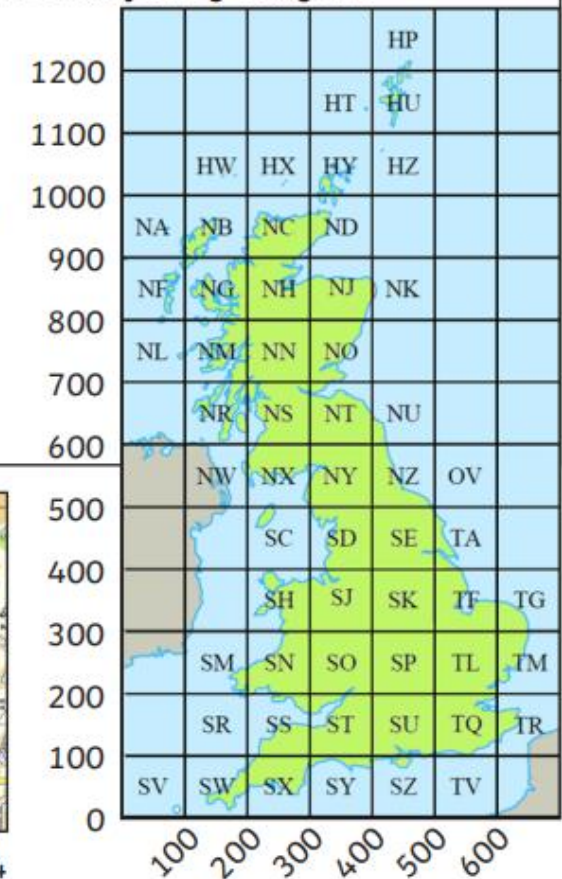 HP
1200
HT HU
1100
HW HX HY HZ
1000
NA NB NC ND
900
NF NG NH NJ NK
800
NL NM NN NO
700
NR NS NT NU
600
NW NX NY NZ OV
500
SC SD SE TA
400
SH SJ SK TF TG
300
SM SN SO SP TL TM
200
SR SS ST SU TQ TR
100
SV SW SX SY SZ TV
0
100 200 300 400 500 600